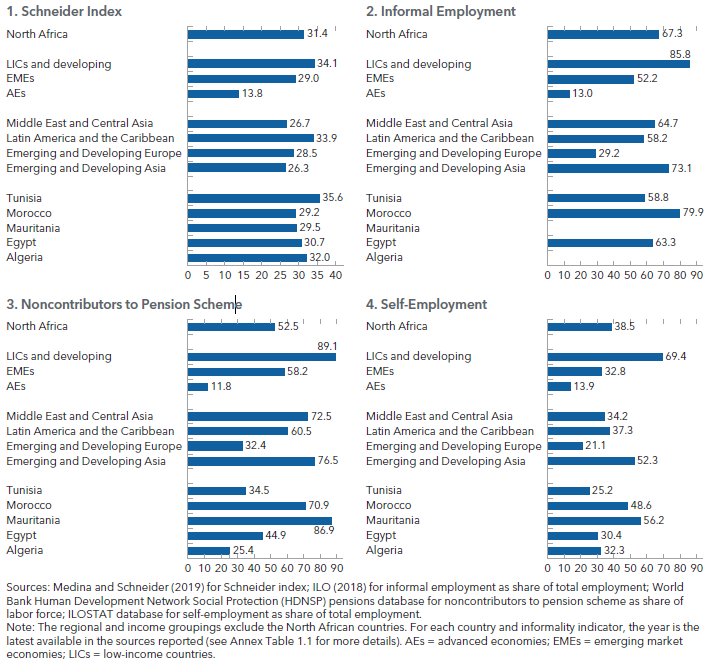 1. Schneider Index
North Africa 31.4
LICs and developing 34.1
EMEs 29.0
AEs 13.8
Middle East and Central Asia 26.7
Latin America and the Caribbean 33.9
Emerging and Developing Europe 28.5
Emerging and Developing Asia 26.3
Tunisia 35.6
Morocco 29.2
Mauritania 29.5
Egypt 30.7
Algeria 32.0
0 5 10 15 20 25 30 35 40
2. Informal Employment
North Africa 67.3
LICs and developing 85.8
EMEs 52.2
AEs 13.0
Middle East and Central Asia 64.7
Latin America and the Caribbean 58.2
Emerging and Developing Europe 29.2
Emerging and Developing Asia 73.1
Tunisia 58.8
Morocco 79.9
Mauritania
Egypt 63.3
Algeria
0 10 20 30 40 50 60 70 80 90
3. Noncontributors to Pension Scheme
North Africa 52.5
LICs and developing 89.1
EMEs 58.2
AEs 11.8
Middle East and Central Asia 72.5
Latin America and the Caribbean 60.5
Emerging and Developing Europe 32.4
Emerging and Developing Asia 76.5
Tunisia 34.5
Morocco 70.9
Mauritania 86.9
Egypt 44.9
Algeria 25.4
0 10 20 30 40 50 60 70 80 90
4. Self-Employment
North Africa 38.5
LICs and developing 69.4
EMEs 32.8
AEs 13.9
Middle East and Central Asia 34.2
Latin America and the Caribbean 37.3
Emerging and Developing Europe 21.1
Emerging and Developing Asia 52.3
Tunisia 25.2
Morocco 48.6
Mauritania 56.2
Egypt 30.4
Algeria 32.3
0 10 20 30 40 50 60 70 80 90
Sources: Medina and Schneider (2019) for Schneider index; ILO (2018) for informal employment as share of total employment; World
Bank Human Development Network Social Protection (HDNSP) pensions database for noncontributors to pension scheme as share of
labor force; ILOSTAT database for self-employment as share of total employment.
Note: The regional and income groupings exclude the North African countries. For each country and informality indicator, the year is the
latest available in the sources reported (see Annex Table 1.1 for more details). AEs = advanced economies; EMEs = emerging market
economies; LICs = low-income countries.